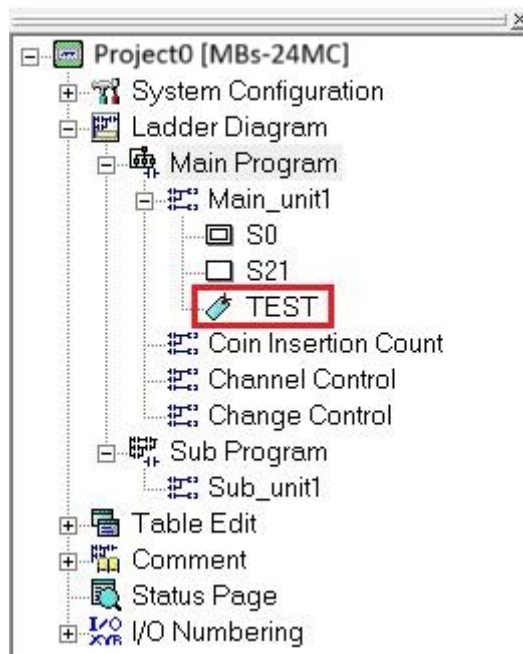 Project0 [MBs-24MC]
System Configuration
Ladder Diagram
Main Program
Main_unit1
S0
S21
TEST
Coin Insertion Count
Channel Control
Change Control
Sub Program
Sub_unit1
Table Edit
Comment
Status Page
I/O Numbering